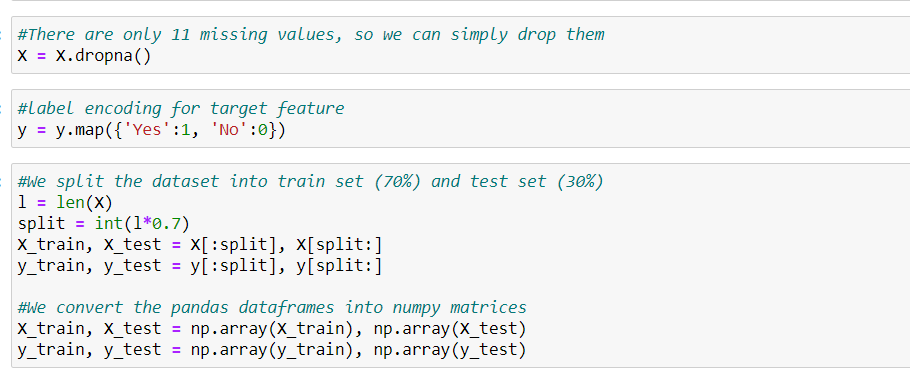 #There are only 11 missing values, so we can simply drop them
X = X.dropna()
#label encoding for target feature
y = y.map({'Yes':1, 'No':0})
#We split the dataset into train set (70%) and test set (30%)
l = len(X)
split = int(l*0.7)
X_train, X_test = X[:split], X[split:]
y_train, y_test = y[:split], y[split:]
#We convert the pandas dataframes into numpy matrices
X_train, X_test = np.array(X_train), np.array(X_test)
y_train, y_test = np.array(y_train), np.array(y_test)